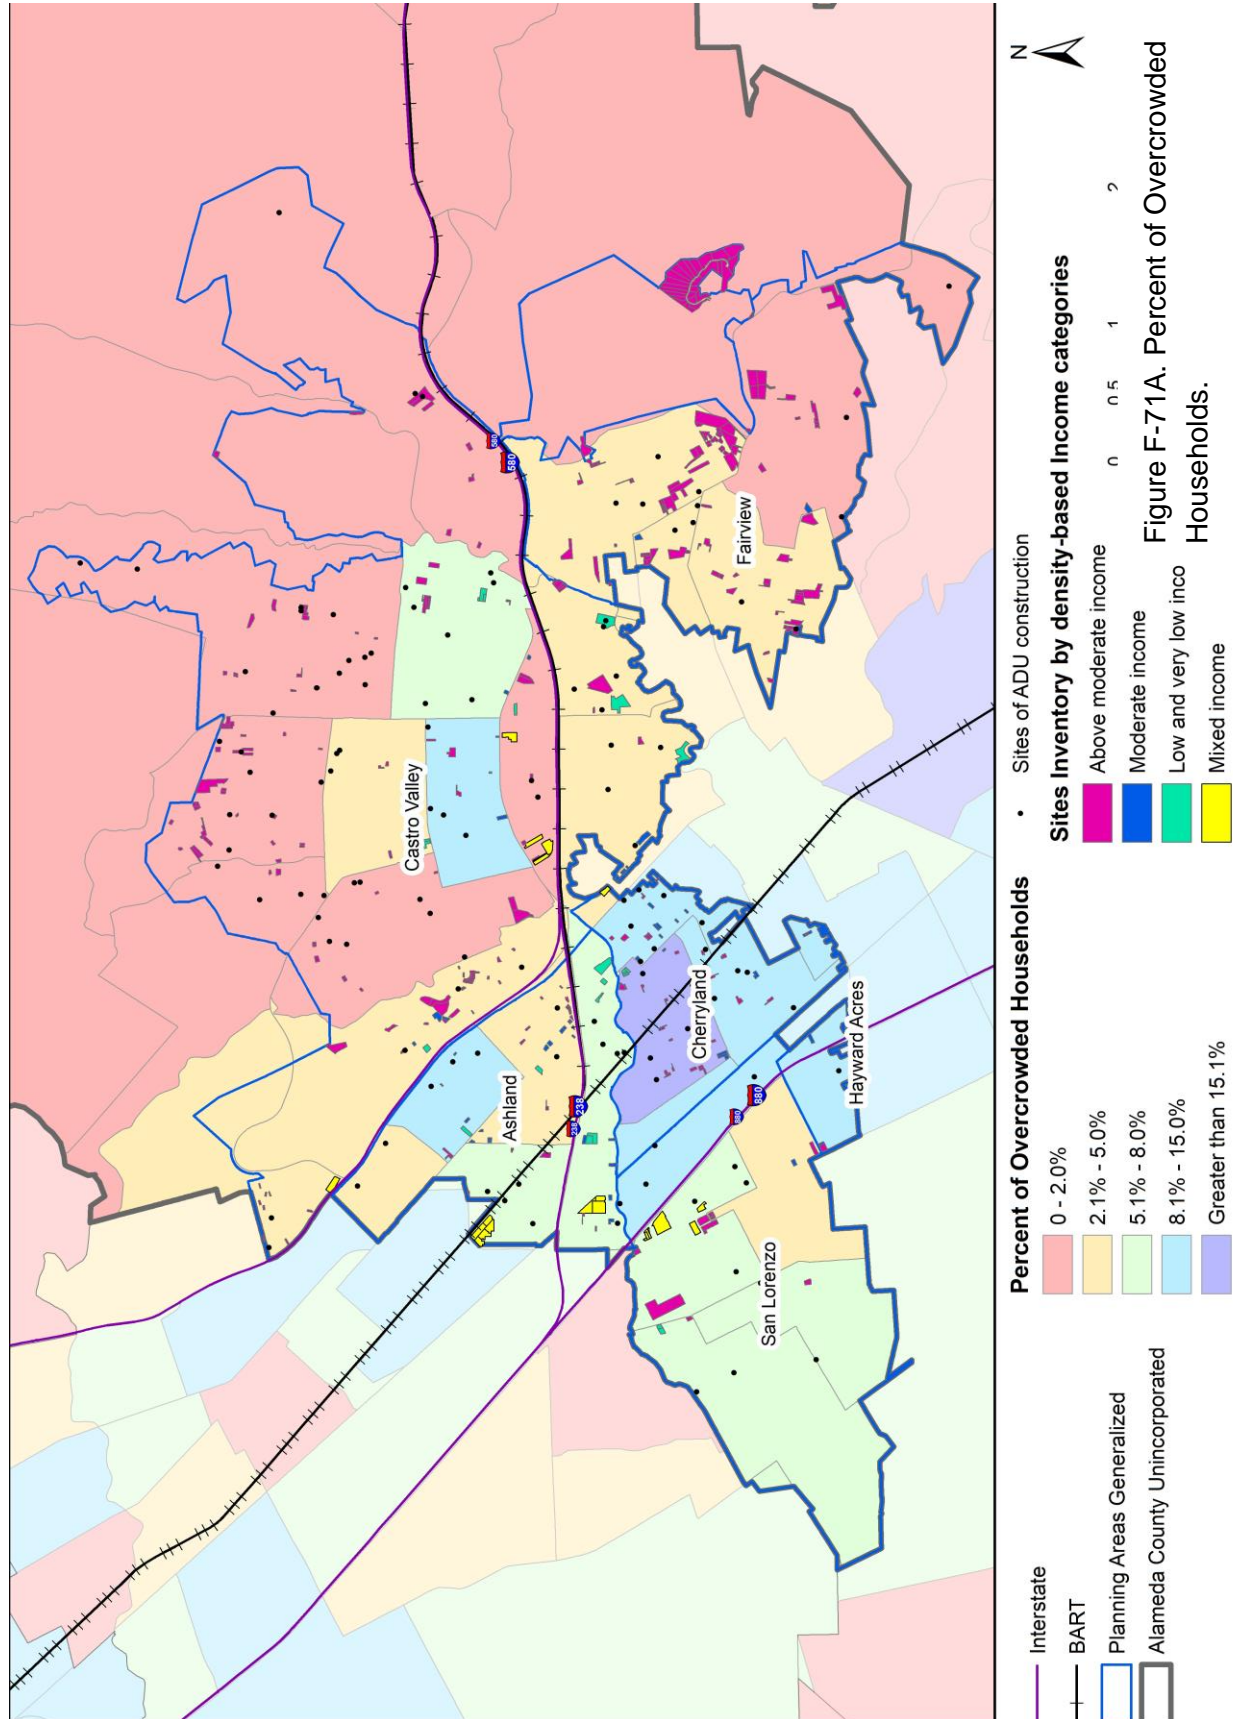 580
580
Castro Valley
Fairview
Ashland
238
238
Cherryland
880
880
Hayward Acres
San Lorenzo
Interstate
BART
Planning Areas Generalized
Alameda County Unincorporated
Percent of Overcrowded Households
0 - 2.0%
2.1% - 5.0%
5.1% - 8.0%
8.1% - 15.0%
Greater than 15.1%
• Sites of ADU construction
Sites Inventory by density-based Income categories
Above moderate income
Moderate income
Low and very low inco
Mixed income
N
0 0.5 1 2
Figure F-71A. Percent of Overcrowded
Households.